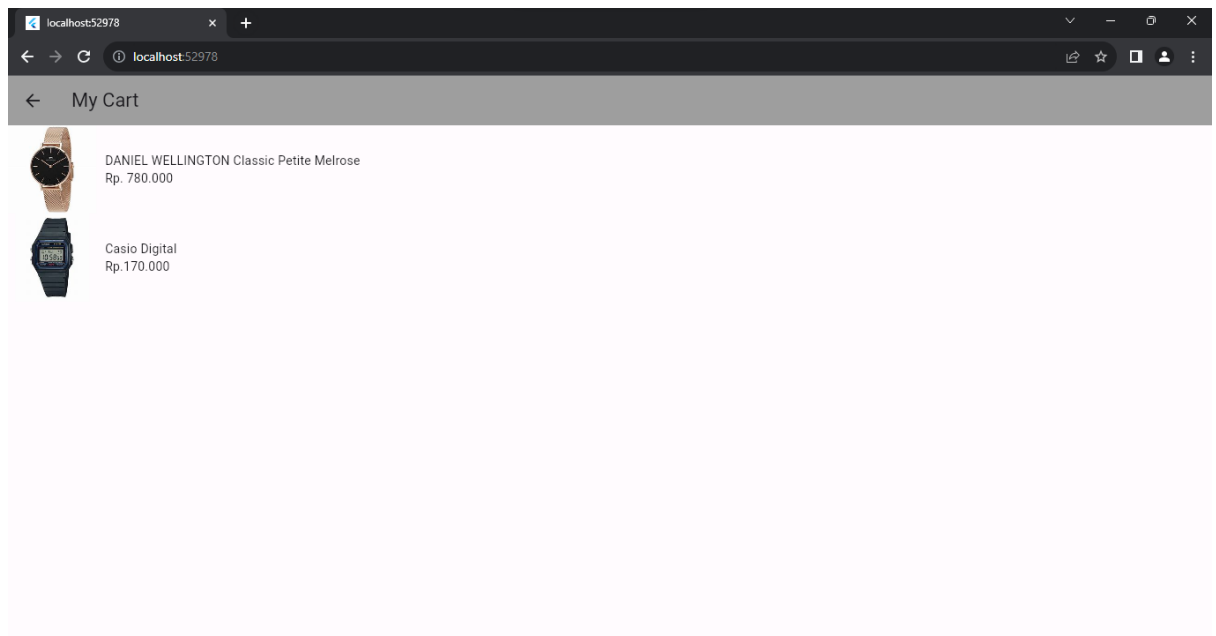 localhost:52978
localhost:52978
My Cart
DANIEL WELLINGTON Classic Petite Melrose
Rp. 780.000
Casio Digital
Rp.170.000